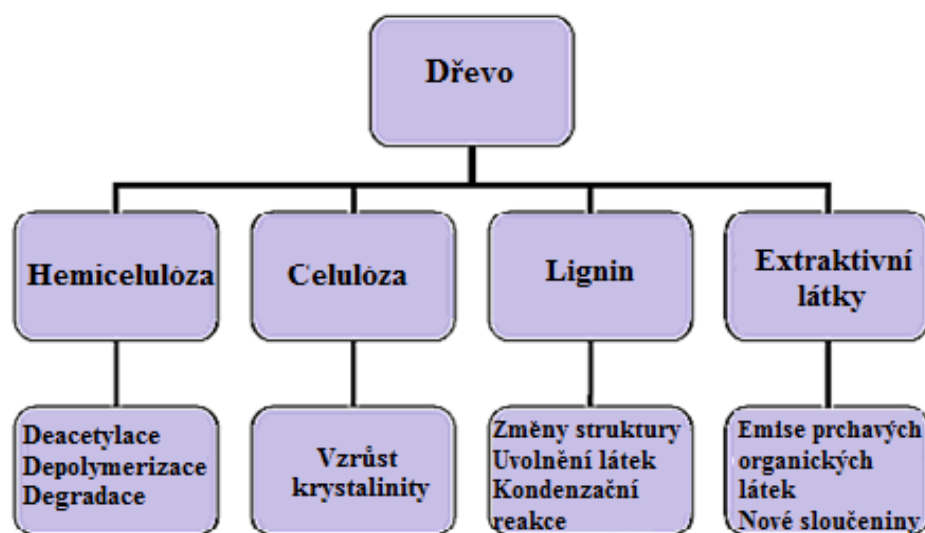 Dřevo
Hemicelulóza
Celulóza
Lignin
Extraktivní
látky
Deacetylace
Depolymerizace
Degradace
Vzrůst
krystalinity
Změny struktury
Uvolnění látek
Kondenzační
reakce
Emise prchavých
organických
látek
Nové sloučeniny